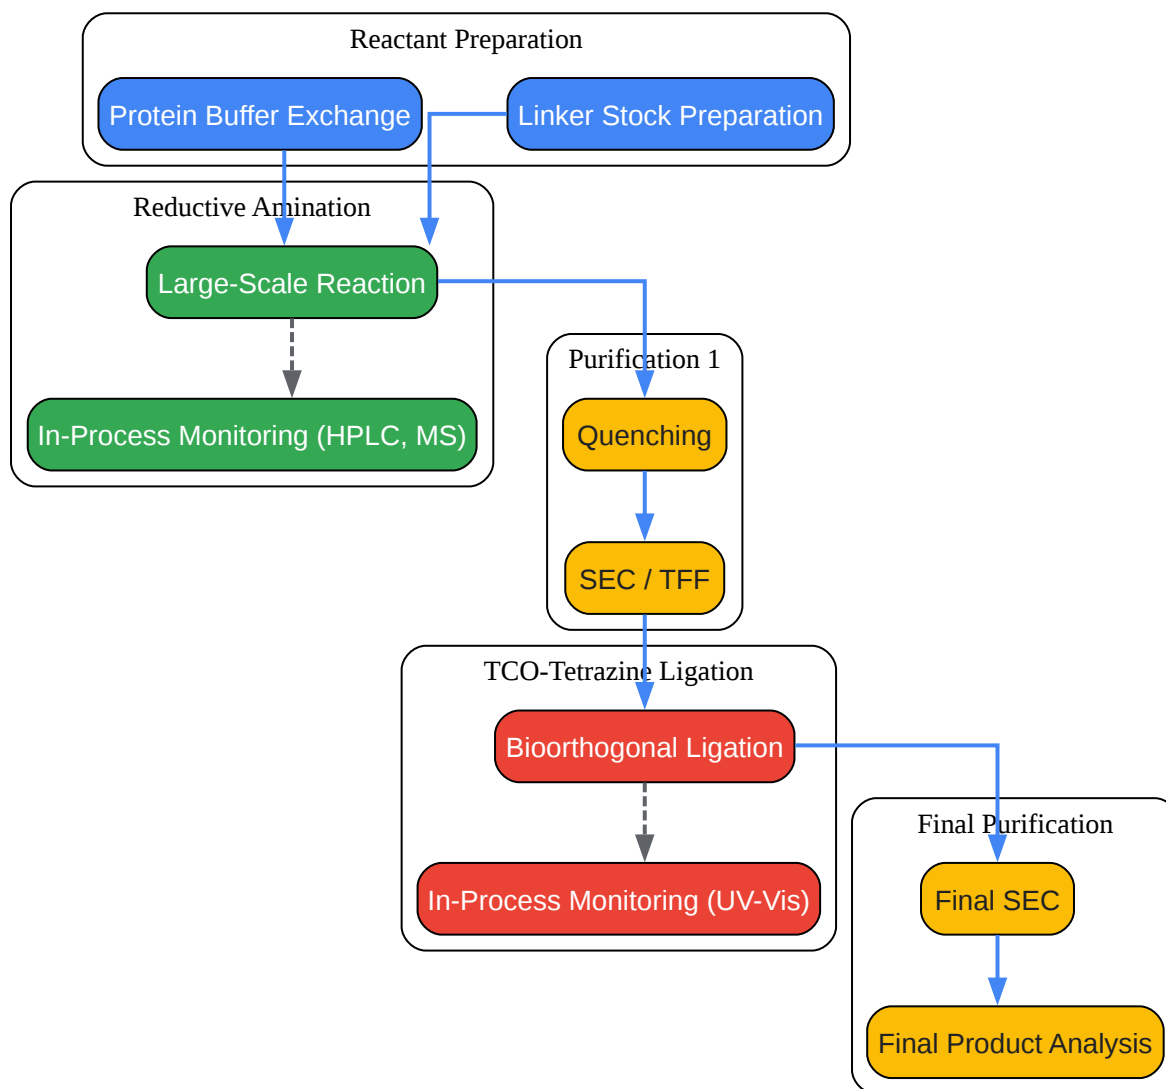 Reactant Preparation
Protein Buffer Exchange
Linker Stock Preparation
Reductive Amination
Large-Scale Reaction
In-Process Monitoring (HPLC, MS)
Purification 1
Quenching
SEC / TFF
TCO-Tetrazine Ligation
Bioorthogonal Ligation
In-Process Monitoring (UV-Vis)
Final Purification
Final SEC
Final Product Analysis